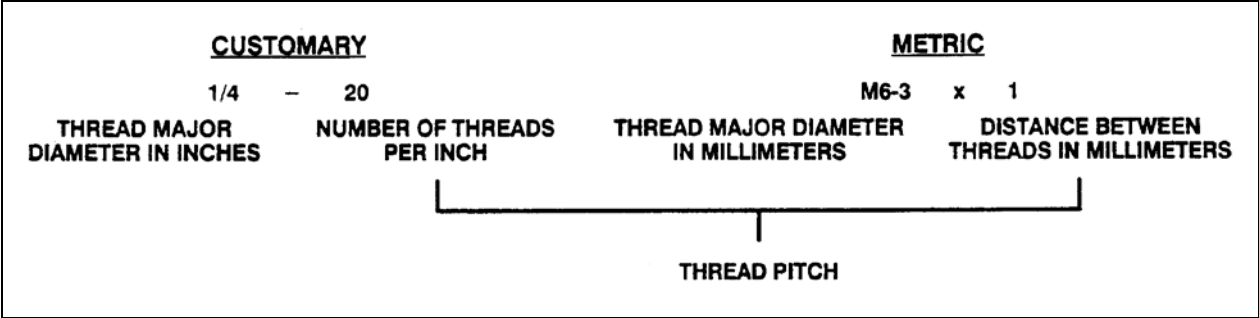 CUSTOMARY
1/4 – 20
THREAD MAJOR
DIAMETER IN INCHES
NUMBER OF THREADS
PER INCH
METRIC
M6-3 x 1
THREAD MAJOR DIAMETER
IN MILLIMETERS
DISTANCE BETWEEN
THREADS IN MILLIMETERS
THREAD PITCH